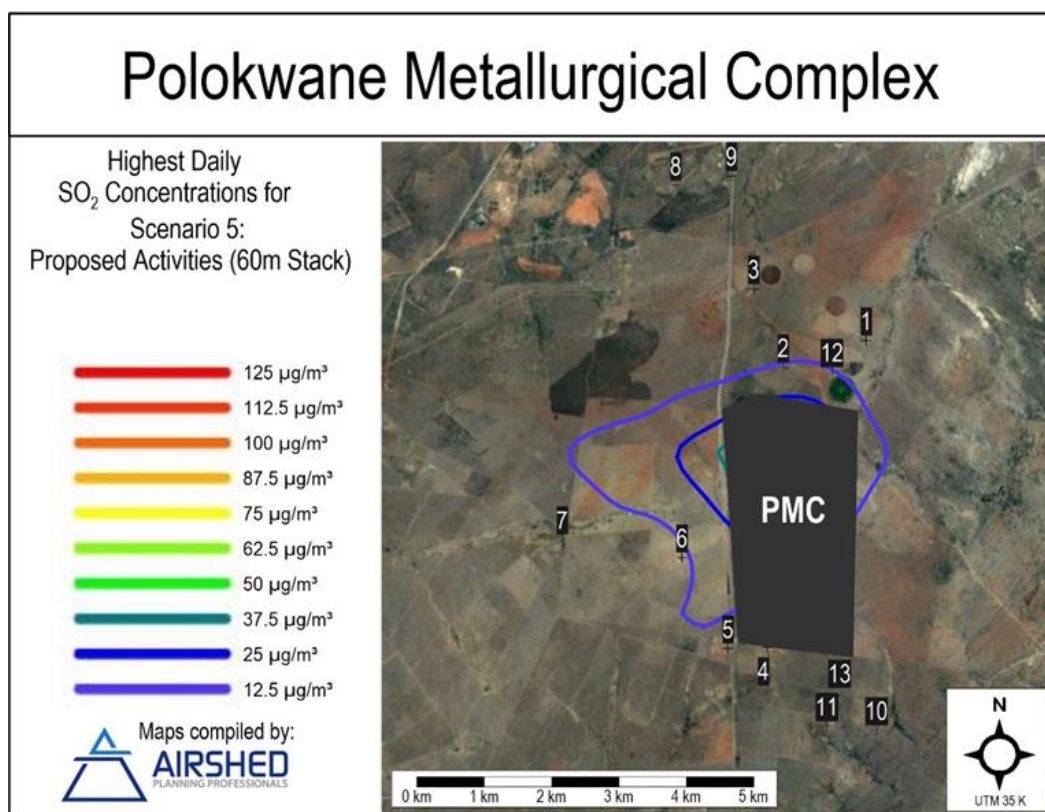 Polokwane Metallurgical Complex
Highest Daily
SO₂ Concentrations for
Scenario 5:
Proposed Activities (60m Stack)
125 µg/m³
112.5 µg/m³
100 µg/m³
87.5 µg/m³
75 µg/m³
62.5 µg/m³
50 µg/m³
37.5 µg/m³
25 µg/m³
12.5 µg/m³
Maps compiled by:
AIRSHED
PLANNING PROFESSIONALS
8
9
3
1
2
12
PMC
7
6
5
4
13
11
10
0 km
1 km
2 km
3 km
4 km
5 km
N
UTM 35 K